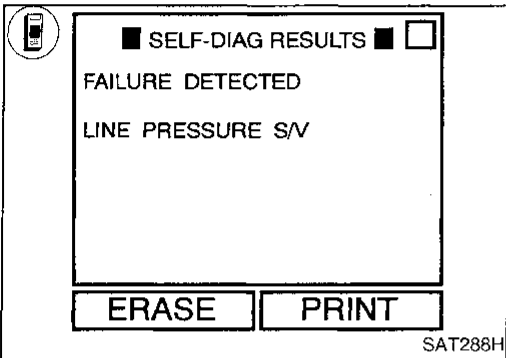 ■ SELF-DIAG RESULTS ■
FAILURE DETECTED
LINE PRESSURE S/V
ERASE PRINT
SAT288H